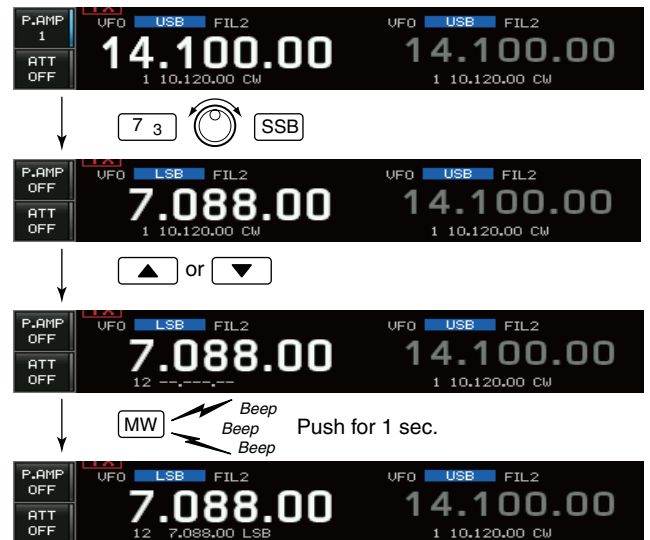 P.AMP VFO USB FIL2 VFO USB FIL2
1 14.100.00 14.100.00
ATT
OFF 1 10.120.00 CW 1 10.120.00 CW
7 3 SSB
P.AMP VFO LSB FIL2 VFO USB FIL2
OFF 7.088.00 14.100.00
ATT
OFF 1 10.120.00 CW 1 10.120.00 CW
▲ or ▼
P.AMP VFO LSB FIL2 VFO USB FIL2
OFF 7.088.00 14.100.00
ATT
OFF 12 --.---.-- 1 10.120.00 CW
Beep
MW Beep Push for 1 sec.
Beep
P.AMP VFO LSB FIL2 VFO USB FIL2
OFF 7.088.00 14.100.00
ATT
OFF 12 7.088.00 LSB 1 10.120.00 CW